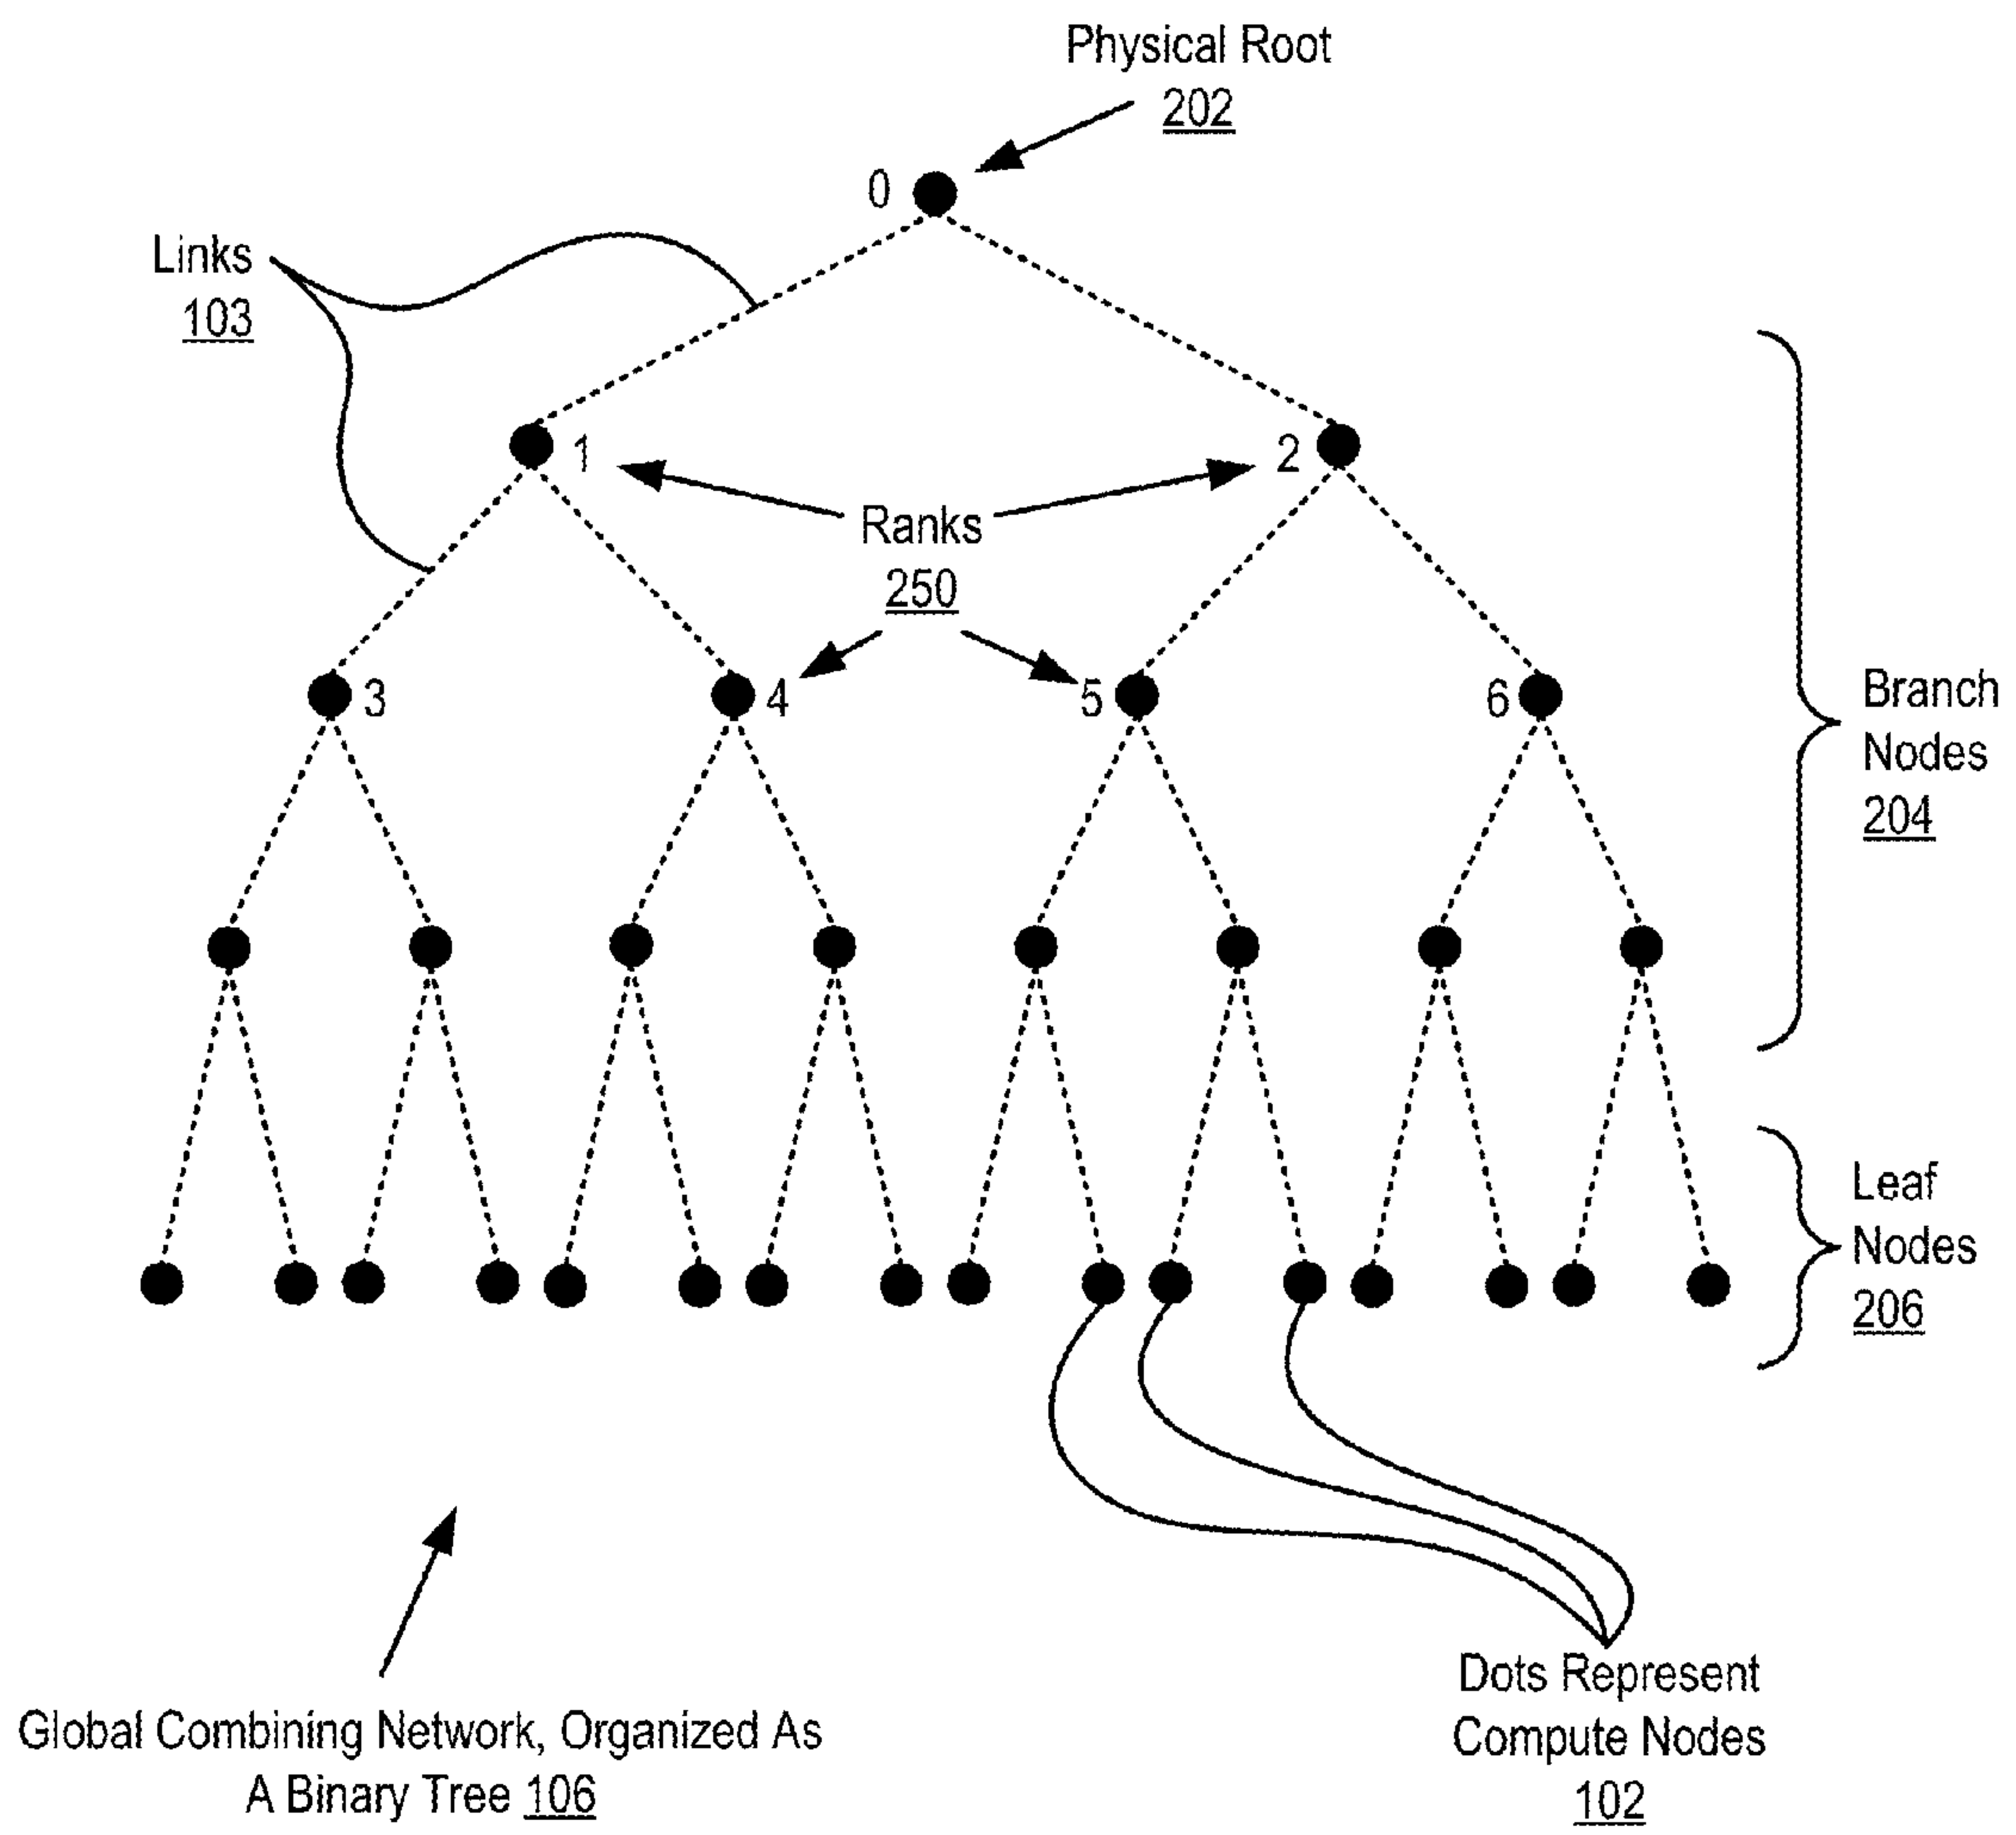 Physical Root
202
0
Links
103
1
2
Ranks
250
3
4
5
6
Branch
Nodes
204
Leaf
Nodes
206
Dots Represent
Compute Nodes
102
Global Combining Network, Organized As
A Binary Tree 106